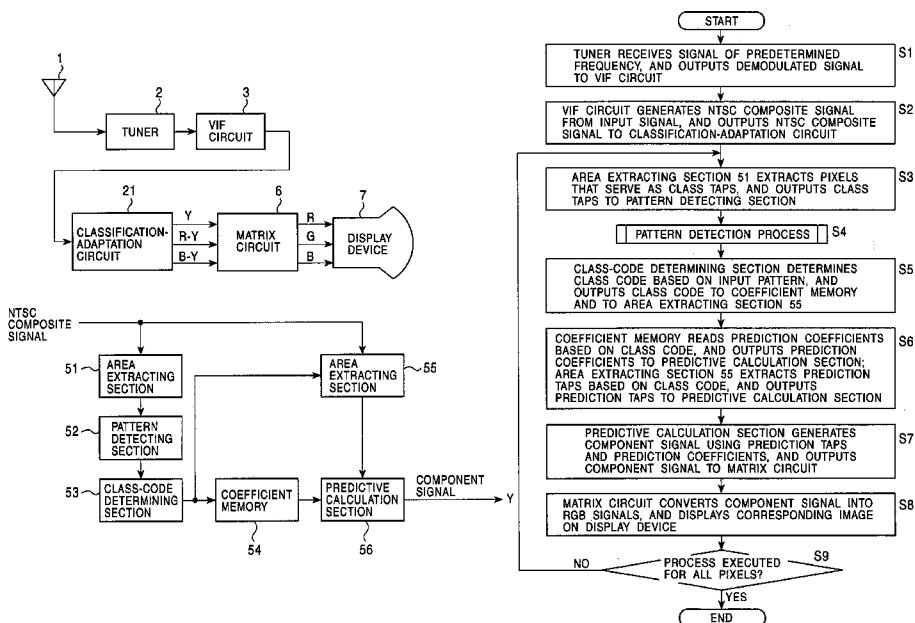 1
2
TUNER
3
VIF
CIRCUIT
21
CLASSIFICATION-
ADAPTATION
CIRCUIT
Y
R-Y
B-Y
6
MATRIX
CIRCUIT
R
G
B
7
DISPLAY
DEVICE
NTSC
COMPOSITE
SIGNAL
51
AREA
EXTRACTING
SECTION
52
PATTERN
DETECTING
SECTION
53
CLASS-CODE
DETERMINING
SECTION
COEFFICIENT
MEMORY
54
AREA
EXTRACTING
SECTION
55
PREDICTIVE
CALCULATION
SECTION
56
COMPONENT
SIGNAL
Y
START
TUNER RECEIVES SIGNAL OF PREDETERMINED
FREQUENCY, AND OUTPUTS DEMODULATED SIGNAL
TO VIF CIRCUIT
S1
VIF CIRCUIT GENERATES NTSC COMPOSITE SIGNAL
FROM INPUT SIGNAL, AND OUTPUTS NTSC COMPOSITE
SIGNAL TO CLASSIFICATION-ADAPTATION CIRCUIT
S2
AREA EXTRACTING SECTION 51 EXTRACTS PIXELS
THAT SERVE AS CLASS TAPS, AND OUTPUTS CLASS
TAPS TO PATTERN DETECTING SECTION
S3
PATTERN DETECTION PROCESS
S4
CLASS-CODE DETERMINING SECTION DETERMINES
CLASS CODE BASED ON INPUT PATTERN, AND
OUTPUTS CLASS CODE TO COEFFICIENT MEMORY
AND TO AREA EXTRACTING SECTION 55
S5
COEFFICIENT MEMORY READS PREDICTION COEFFICIENTS
BASED ON CLASS CODE, AND OUTPUTS PREDICTION
COEFFICIENTS TO PREDICTIVE CALCULATION SECTION;
AREA EXTRACTING SECTION 55 EXTRACTS PREDICTION
TAPS BASED ON CLASS CODE, AND OUTPUTS
PREDICTION TAPS TO PREDICTIVE CALCULATION SECTION
S6
PREDICTIVE CALCULATION SECTION GENERATES
COMPONENT SIGNAL USING PREDICTION TAPS
AND PREDICTION COEFFICIENTS, AND OUTPUTS
COMPONENT SIGNAL TO MATRIX CIRCUIT
S7
MATRIX CIRCUIT CONVERTS COMPONENT SIGNAL INTO
RGB SIGNALS, AND DISPLAYS CORRESPONDING IMAGE
ON DISPLAY DEVICE
S8
PROCESS EXECUTED
FOR ALL PIXELS?
S9
NO
YES
END